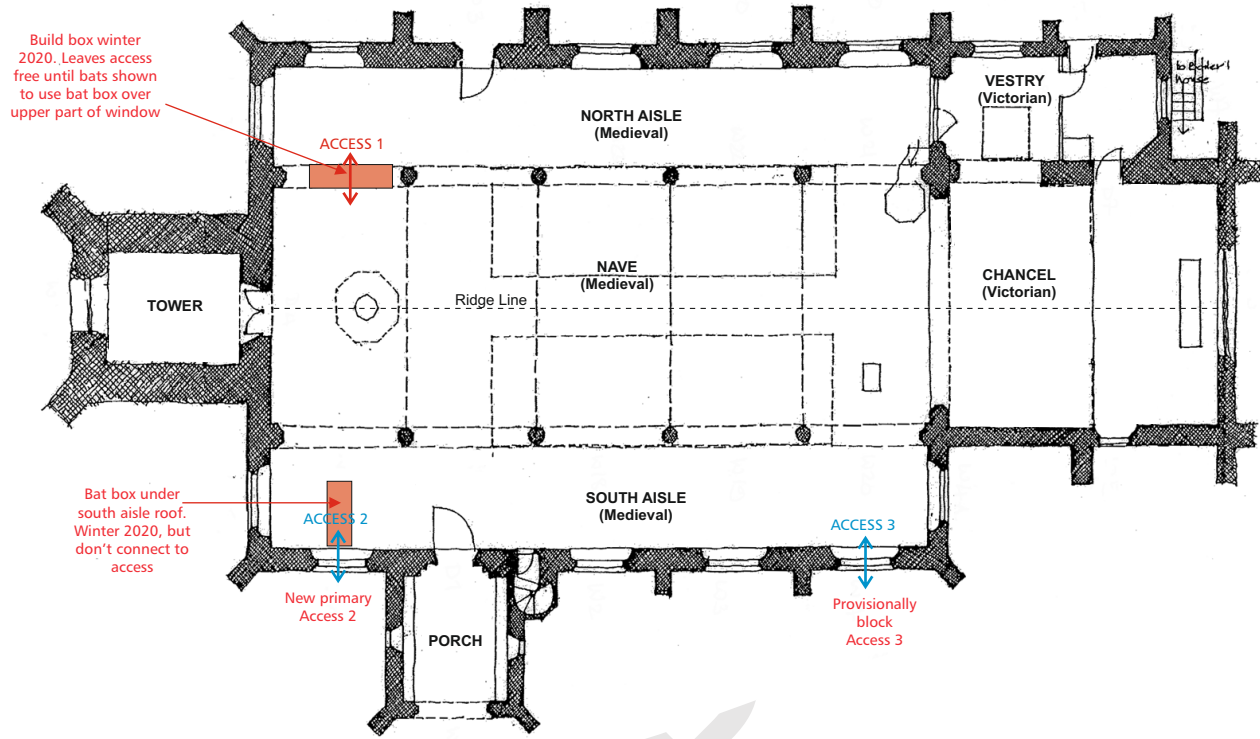 Build box winter
2020. Leaves access
free until bats shown
to use bat box over
upper part of window
ACCESS 1
NORTH AISLE
(Medieval)
VESTRY
(Victorian)
to Boiler
house
TOWER
Ridge Line
NAVE
(Medieval)
CHANCEL
(Victorian)
Bat box under
south aisle roof.
Winter 2020, but
don't connect to
access
ACCESS 2
New primary
Access 2
SOUTH AISLE
(Medieval)
ACCESS 3
Provisionally
block
Access 3
PORCH